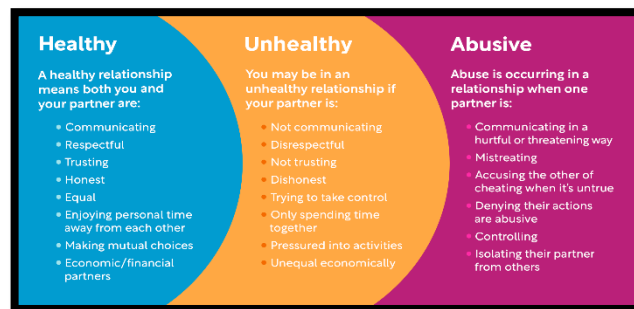 Healthy
A healthy relationship
means both you and
your partner are:
• Communicating
• Respectful
• Trusting
• Honest
• Equal
• Enjoying personal time
away from each other
• Making mutual choices
• Economic/financial
partners
Unhealthy
You may be in an
unhealthy relationship if
your partner is:
• Not communicating
• Disrespectful
• Not trusting
• Dishonest
• Trying to take control
• Only spending time
together
• Pressured into activities
• Unequal economically
Abusive
Abuse is occurring in a
relationship when one
partner is:
• Communicating in a
hurtful or threatening way
• Mistreating
• Accusing the other of
cheating when it's untrue
• Denying their actions
are abusive
• Controlling
• Isolating their partner
from others